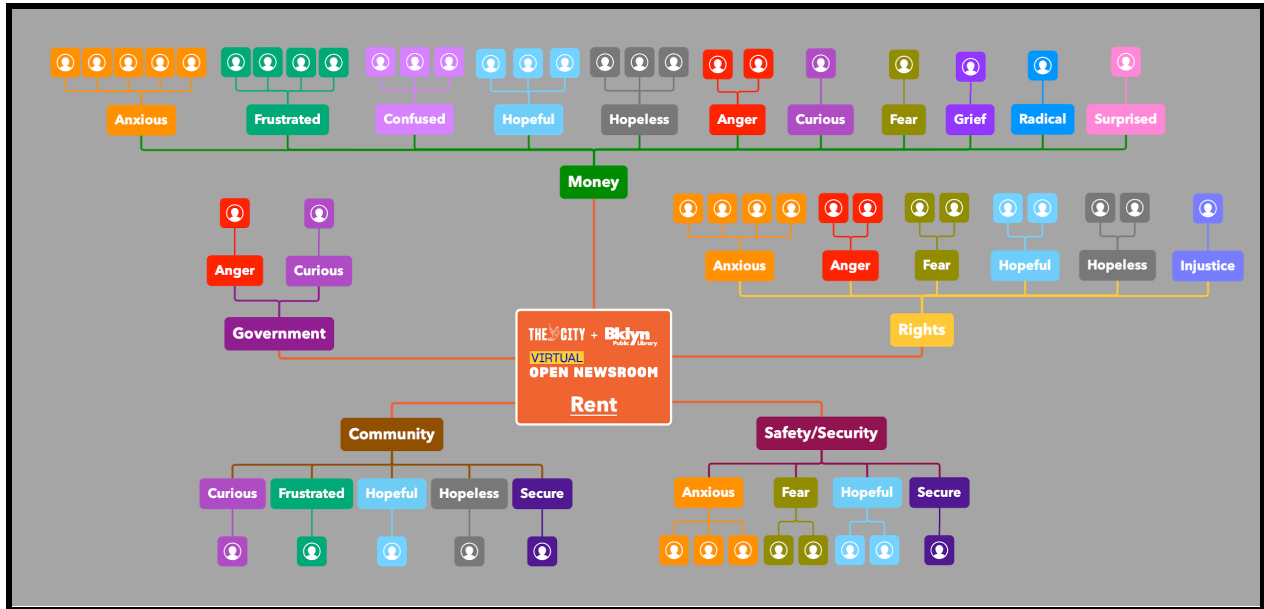 Anxious
Frustrated
Confused
Hopeful
Hopeless
Anger
Curious
Fear
Grief
Radical
Surprised
Money
Anger
Curious
Government
Anxious
Anger
Fear
Hopeful
Hopeless
Injustice
Rights
THE CITY + Bklyn
Public Library
VIRTUAL
OPEN NEWSROOM
Rent
Community
Curious
Frustrated
Hopeful
Hopeless
Secure
Safety/Security
Anxious
Fear
Hopeful
Secure